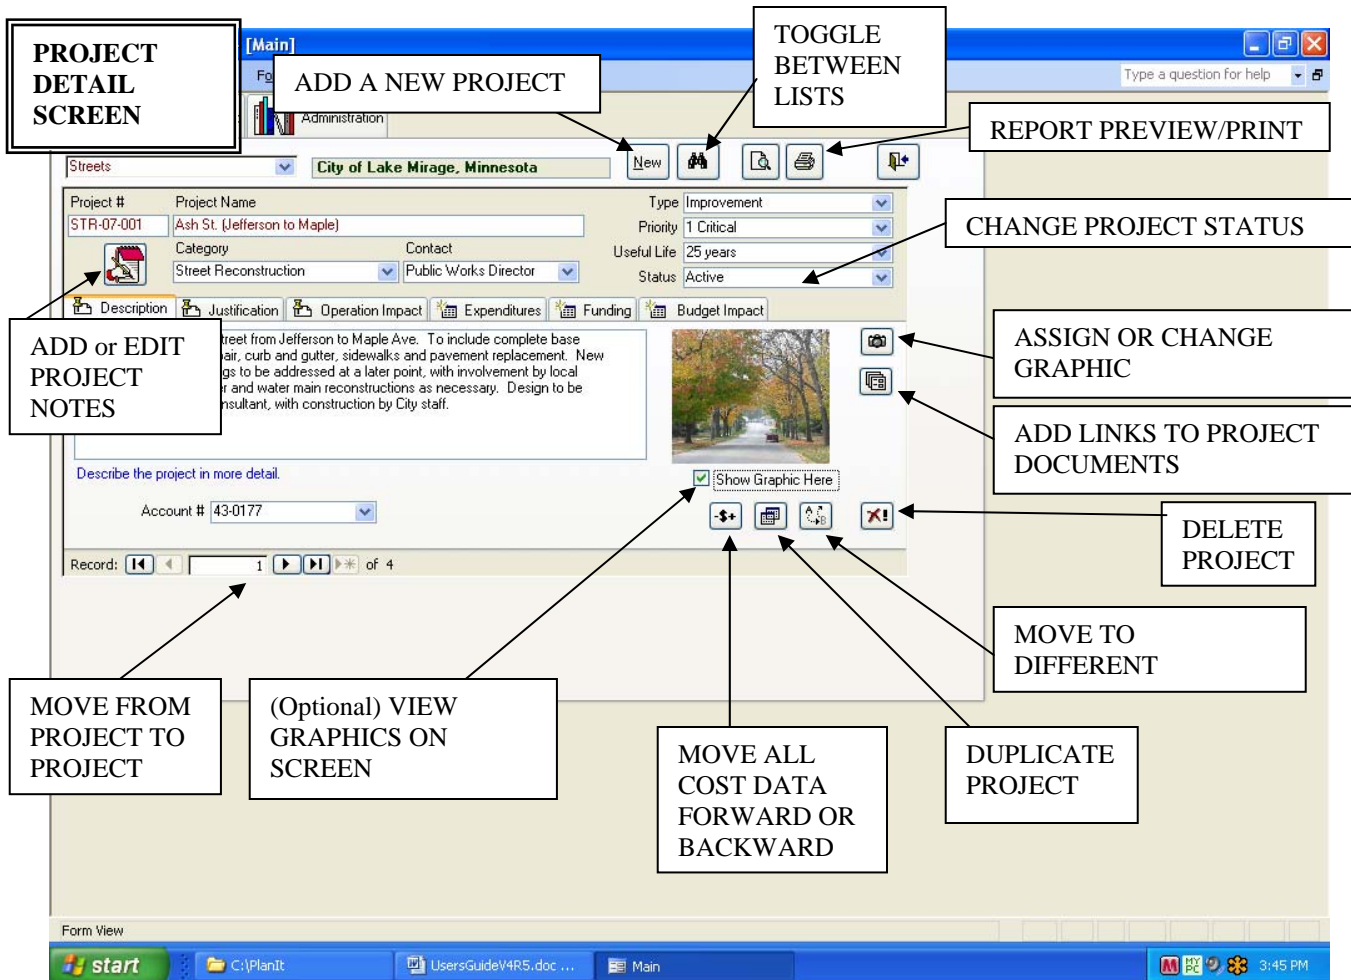 PROJECT
DETAIL
SCREEN
[Main]
ADD A NEW PROJECT
TOGGLE
BETWEEN
LISTS
Type a question for help
Administration
REPORT PREVIEW/PRINT
Streets
City of Lake Mirage, Minnesota
New
Project #
Project Name
Type Improvement
STR-07-001
Ash St. (Jefferson to Maple)
Priority 1 Critical
CHANGE PROJECT STATUS
Category
Contact
Useful Life 25 years
Street Reconstruction
Public Works Director
Status Active
Description
Justification
Operation Impact
Expenditures
Funding
Budget Impact
ADD or EDIT
PROJECT
NOTES
treet from Jefferson to Maple Ave. To include complete base
air, curb and gutter, sidewalks and pavement replacement. New
gs to be addressed at a later point, with involvement by local
r and water main reconstructions as necessary. Design to be
nsultant, with construction by City staff.
ASSIGN OR CHANGE
GRAPHIC
ADD LINKS TO PROJECT
DOCUMENTS
Describe the project in more detail.
Show Graphic Here
Account # 43-0177
-$+
DELETE
PROJECT
Record: 1 of 4
MOVE TO
DIFFERENT
MOVE FROM
PROJECT TO
PROJECT
(Optional) VIEW
GRAPHICS ON
SCREEN
MOVE ALL
COST DATA
FORWARD OR
BACKWARD
DUPLICATE
PROJECT
Form View
start
C:\PlanIt
UsersGuideV4R5.doc ...
Main
3:45 PM